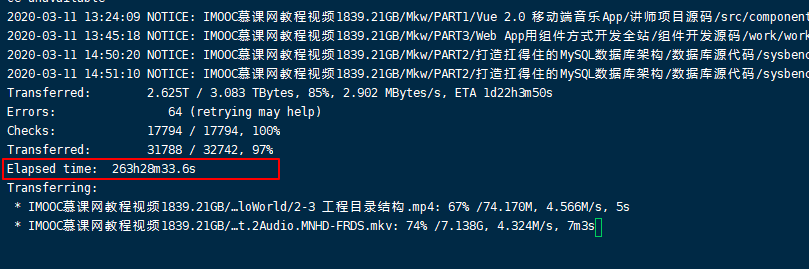 2020-03-11 13:24:09 NOTICE: IMOOC慕课网教程视频1839.21GB/Mkw/PART1/Vue 2.0 移动端音乐App/讲师项目源码/src/component
2020-03-11 13:45:18 NOTICE: IMOOC慕课网教程视频1839.21GB/Mkw/PART3/Web App用组件方式开发全站/组件开发源码/work/work
2020-03-11 14:50:20 NOTICE: IMOOC慕课网教程视频1839.21GB/Mkw/PART2/打造扛得住的MySQL数据库架构/数据库源代码/sysbenc
2020-03-11 14:51:10 NOTICE: IMOOC慕课网教程视频1839.21GB/Mkw/PART2/打造扛得住的MySQL数据库架构/数据库源代码/sysbenc
Transferred: 2.625T / 3.083 TBytes, 85%, 2.902 MBytes/s, ETA 1d22h3m50s
Errors: 64 (retrying may help)
Checks: 17794 / 17794, 100%
Transferred: 31788 / 32742, 97%
Elapsed time: 263h28m33.6s
Transferring:
* IMOOC慕课网教程视频1839.21GB/…loWorld/2-3 工程目录结构.mp4: 67% /74.170M, 4.566M/s, 5s
* IMOOC慕课网教程视频1839.21GB/…t.2Audio.MNHD-FRDS.mkv: 74% /7.138G, 4.324M/s, 7m3s